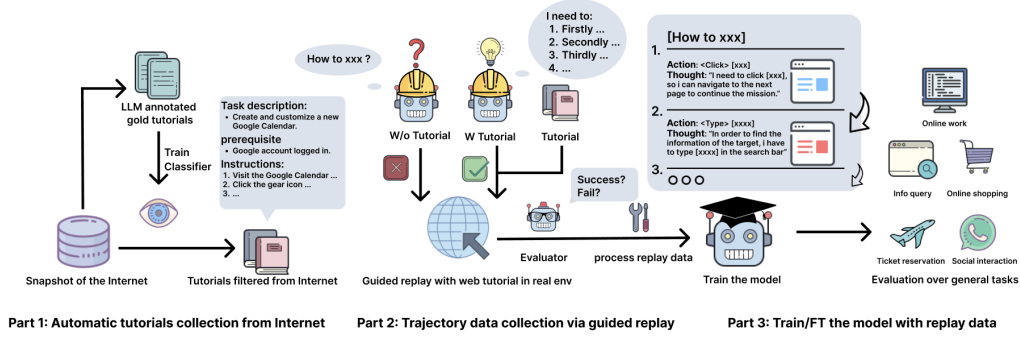 LLM annotated
gold tutorials
Train
Classifier
Snapshot of the Internet
Task description:
• Create and customize a new
Google Calendar.
prerequisite
• Google account logged in.
Instructions:
1. Visit the Google Calendar ...
2. Click the gear icon ...
3. ...
Tutorials filtered from Internet
How to xxx ?
I need to:
1. Firstly ...
2. Secondly ...
3. Thirdly ...
4. ...
W/o Tutorial
W Tutorial
Tutorial
Success?
Fail?
Evaluator
process replay data
Guided replay with web tutorial in real env
[How to xxx]
1.
Action: <Click> [xxx]
Thought: "I need to click [xxx],
so i can navigate to the next
page to continue the mission."
2.
Action: <Type> [xxxx]
Thought: "In order to find the
information of the target, i have
to type [xxxx] in the search bar"
3.
Train the model
Online work
Info query
Online shopping
Ticket reservation
Social interaction
Evaluation over general tasks
Part 1: Automatic tutorials collection from Internet
Part 2: Trajectory data collection via guided replay
Part 3: Train/FT the model with replay data